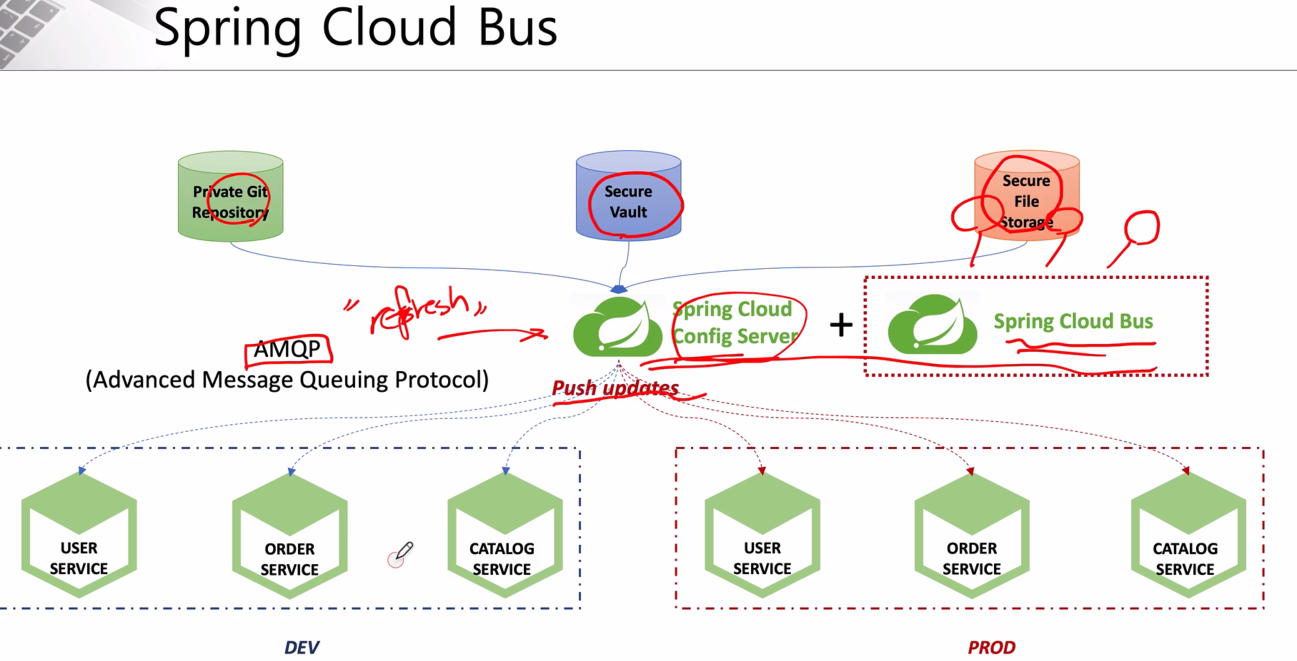 Spring Cloud Bus
Private Git
Repository
Secure
Vault
Secure
File
Storage
"refresh"
Spring Cloud
Config Server
+
Spring Cloud Bus
AMQP
(Advanced Message Queuing Protocol)
Push updates
USER
SERVICE
ORDER
SERVICE
CATALOG
SERVICE
USER
SERVICE
ORDER
SERVICE
CATALOG
SERVICE
DEV
PROD